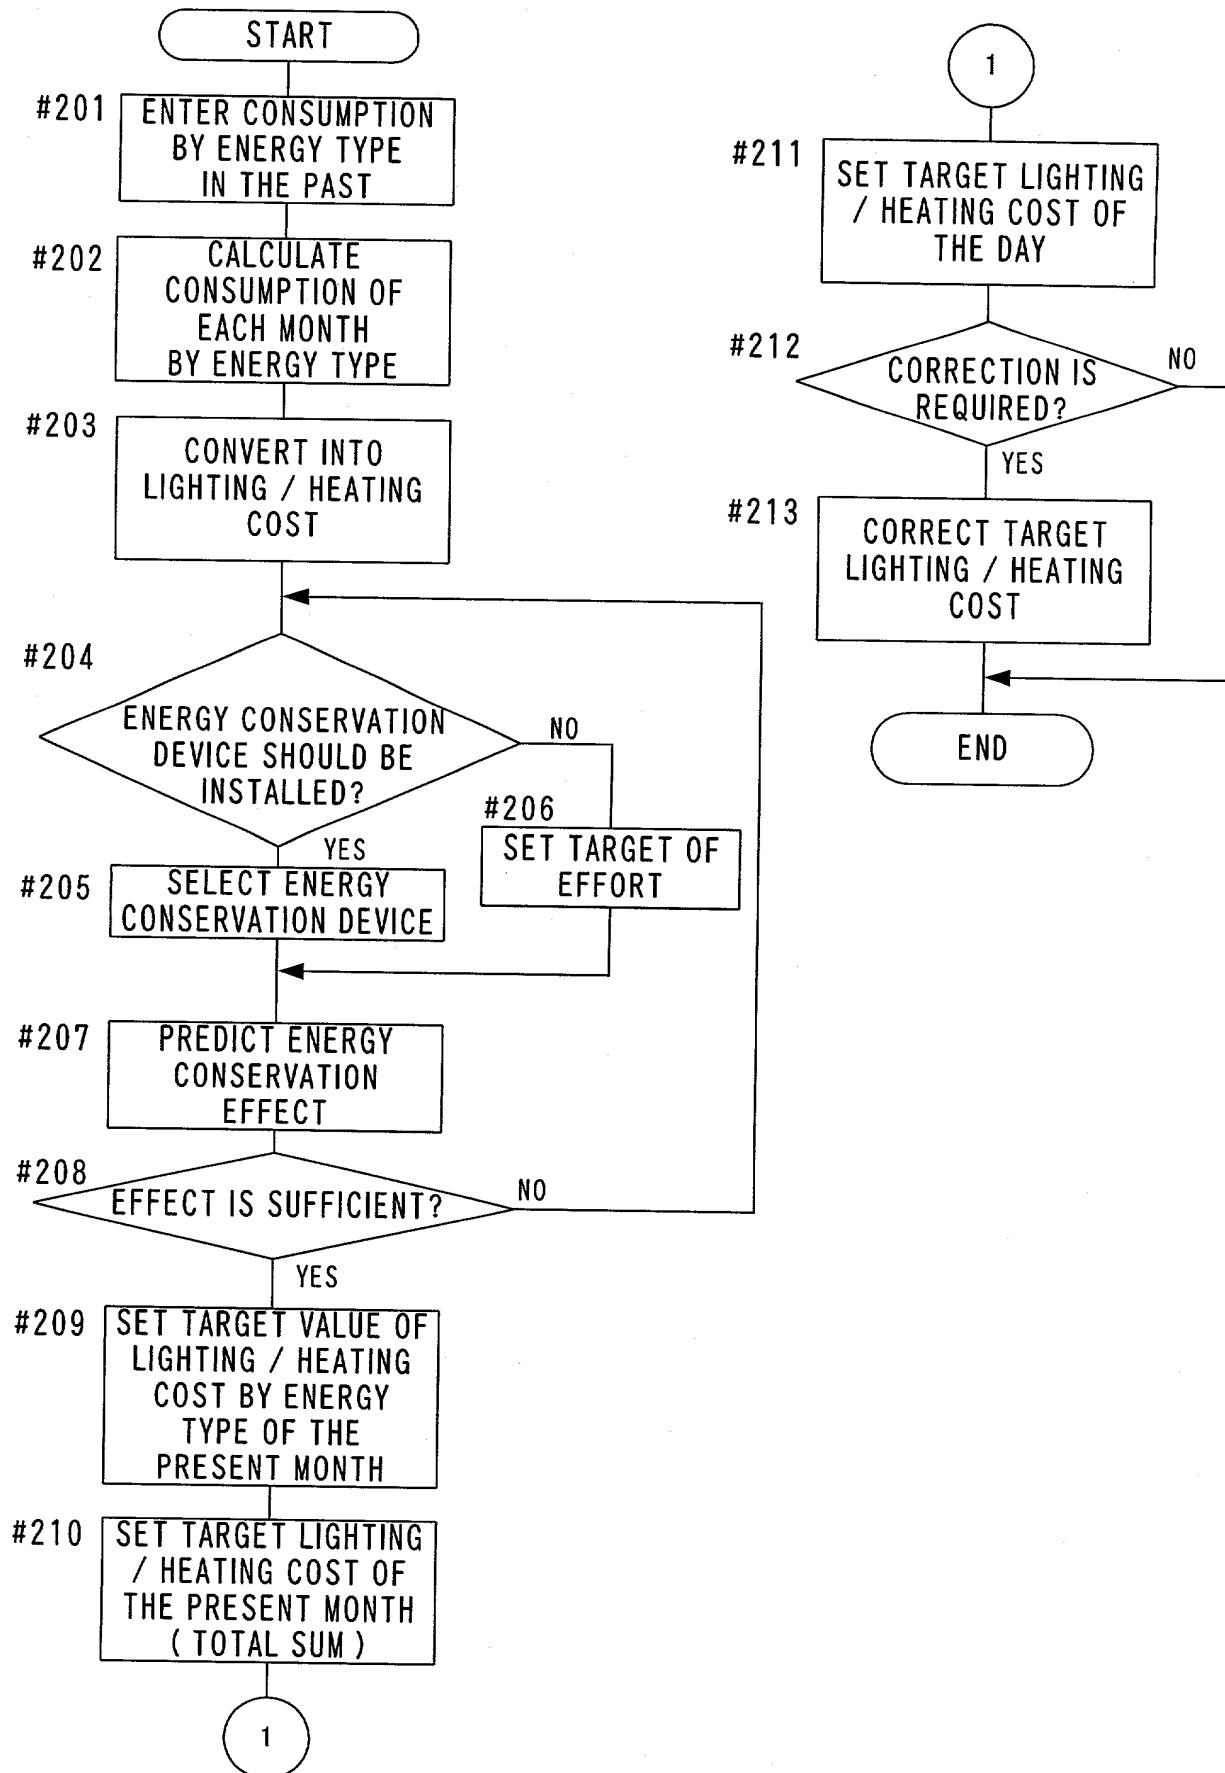 START
#201
ENTER CONSUMPTION
BY ENERGY TYPE
IN THE PAST
#202
CALCULATE
CONSUMPTION OF
EACH MONTH
BY ENERGY TYPE
#203
CONVERT INTO
LIGHTING / HEATING
COST
#204
ENERGY CONSERVATION
DEVICE SHOULD BE
INSTALLED?
NO
YES
#205
SELECT ENERGY
CONSERVATION DEVICE
#206
SET TARGET OF
EFFORT
#207
PREDICT ENERGY
CONSERVATION
EFFECT
#208
EFFECT IS SUFFICIENT?
NO
YES
#209
SET TARGET VALUE OF
LIGHTING / HEATING
COST BY ENERGY
TYPE OF THE
PRESENT MONTH
#210
SET TARGET LIGHTING
/ HEATING COST OF
THE PRESENT MONTH
( TOTAL SUM )
1
1
#211
SET TARGET LIGHTING
/ HEATING COST OF
THE DAY
#212
CORRECTION IS
REQUIRED?
NO
YES
#213
CORRECT TARGET
LIGHTING / HEATING
COST
END